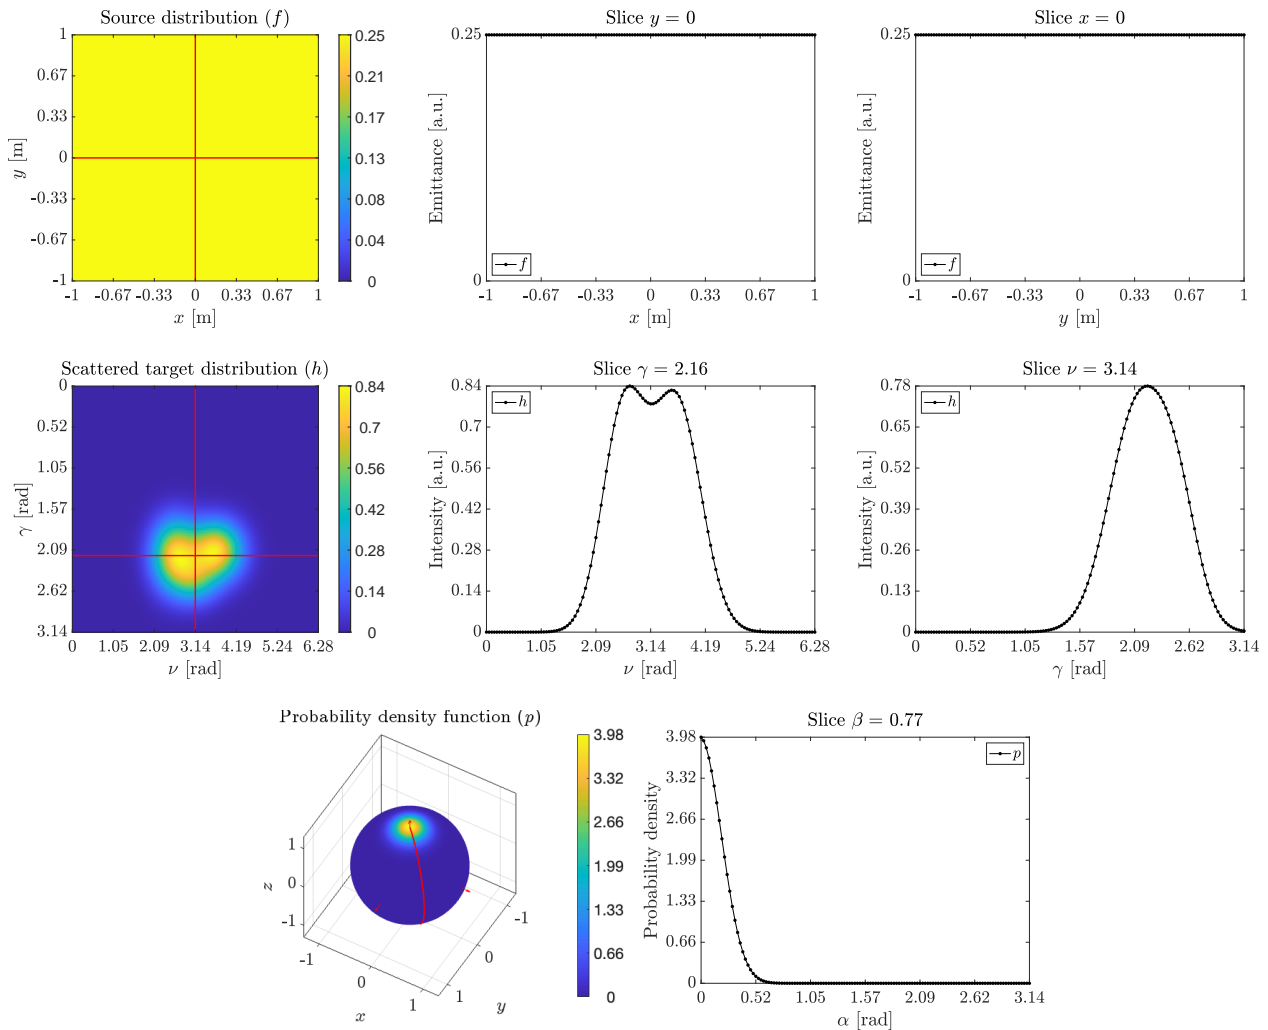 Source distribution (f)
1
0.67
0.33
0
-0.33
-0.67
-1
y [m]
-1 -0.67 -0.33 0 0.33 0.67 1
x [m]
0.25
0.21
0.17
0.13
0.08
0.04
0
Slice y = 0
0.25
0
Emittance [a.u.]
f
-1 -0.67 -0.33 0 0.33 0.67 1
x [m]
Slice x = 0
0.25
0
Emittance [a.u.]
f
-1 -0.67 -0.33 0 0.33 0.67 1
y [m]
Scattered target distribution (h)
0
0.52
1.05
1.57
2.09
2.62
3.14
γ [rad]
0 1.05 2.09 3.14 4.19 5.24 6.28
ν [rad]
0.84
0.7
0.56
0.42
0.28
0.14
0
Slice γ = 2.16
0.84
0.7
0.56
0.42
0.28
0.14
0
Intensity [a.u.]
h
0 1.05 2.09 3.14 4.19 5.24 6.28
ν [rad]
Slice ν = 3.14
0.78
0.65
0.52
0.39
0.26
0.13
0
Intensity [a.u.]
h
0 0.52 1.05 1.57 2.09 2.62 3.14
γ [rad]
Probability density function (p)
1
0
-1
z
-1
0
1
x
1
0
-1
y
3.98
3.32
2.66
1.99
1.33
0.66
0
Slice β = 0.77
3.98
3.32
2.66
1.99
1.33
0.66
0
Probability density
p
0 0.52 1.05 1.57 2.09 2.62 3.14
α [rad]